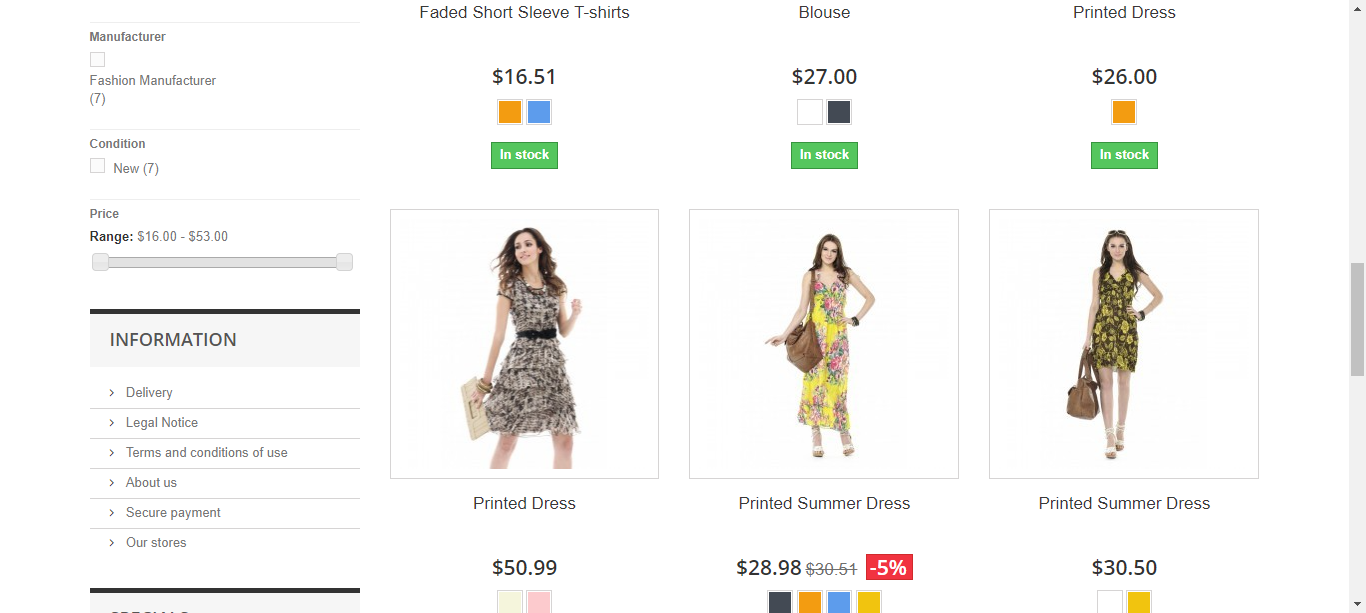 Manufacturer
Fashion Manufacturer
(7)
Condition
New (7)
Price
Range: $16.00 - $53.00
INFORMATION
Delivery
Legal Notice
Terms and conditions of use
About us
Secure payment
Our stores
SPECIALS
Faded Short Sleeve T-shirts
$16.51
In stock
Blouse
$27.00
In stock
Printed Dress
$26.00
In stock
Printed Dress
$50.99
Printed Summer Dress
$28.98 $30.51 -5%
Printed Summer Dress
$30.50